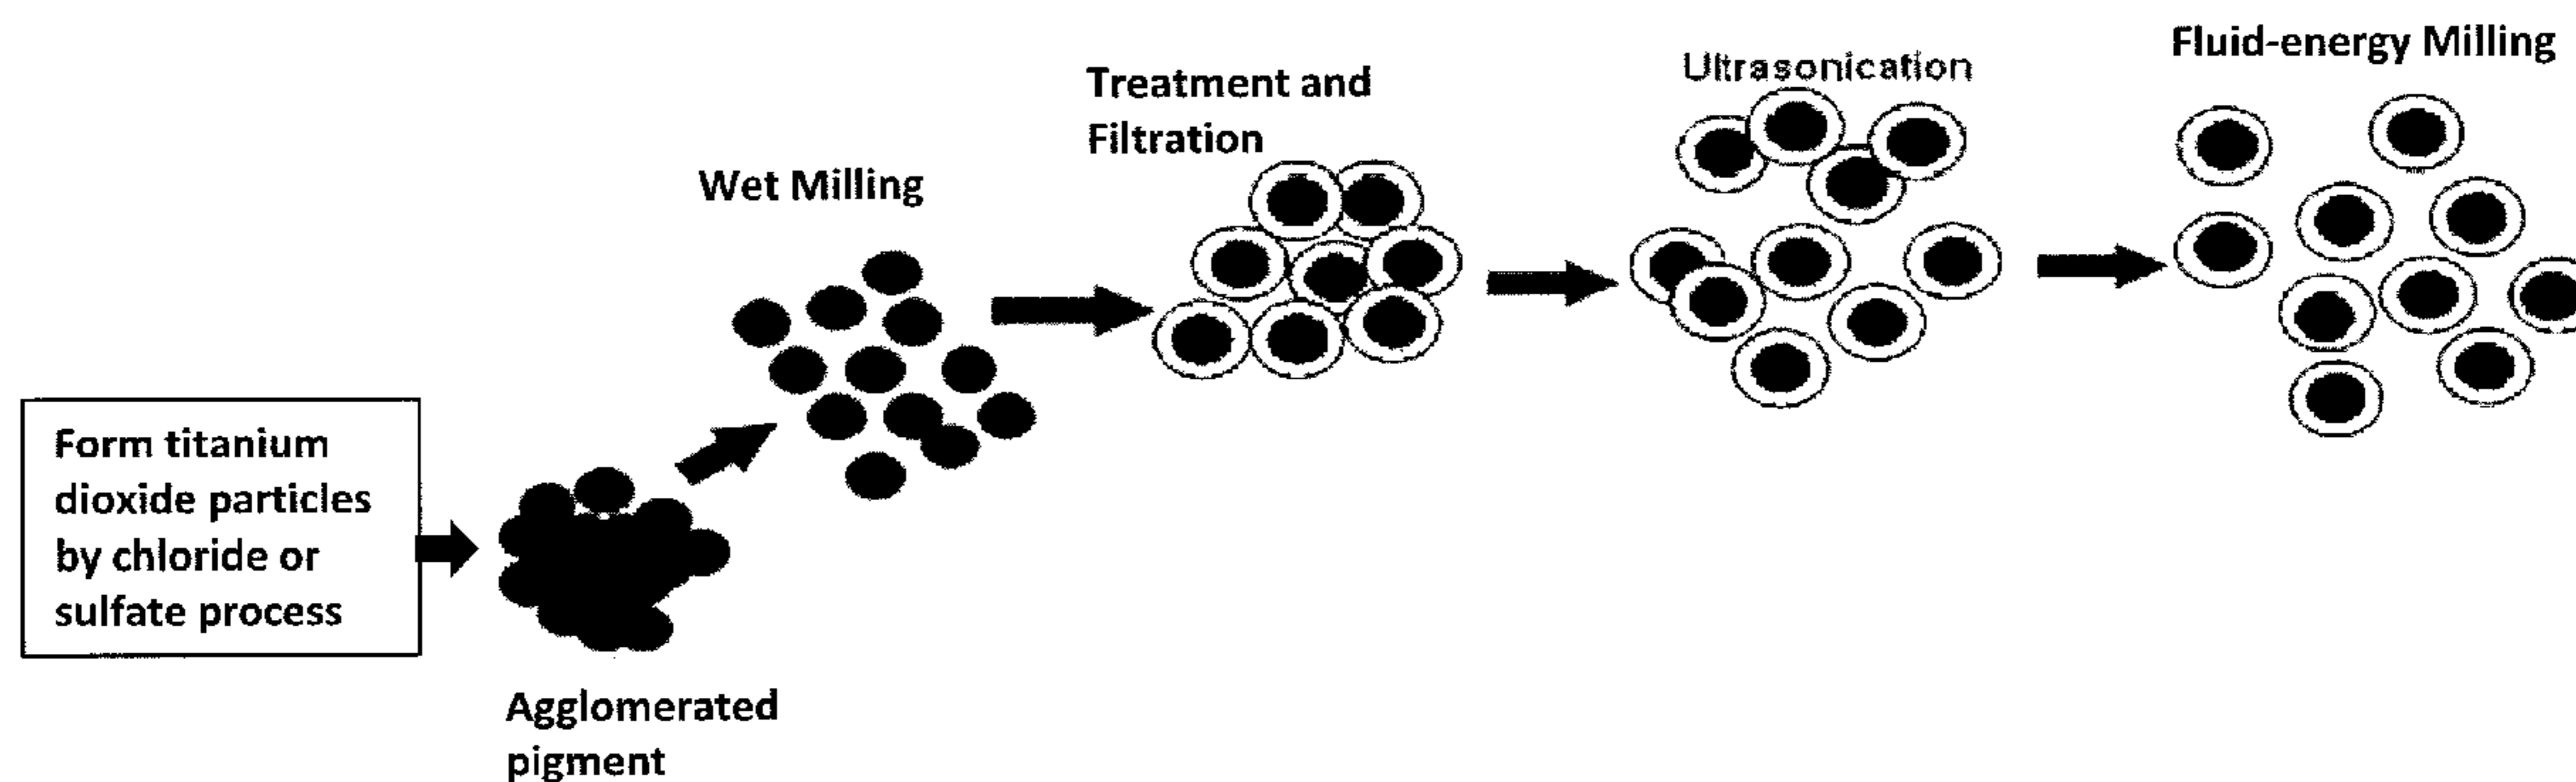 Form titanium
dioxide particles
by chloride or
sulfate process
Agglomerated
pigment
Wet Milling
Treatment and
Filtration
Ultrasonication
Fluid-energy Milling